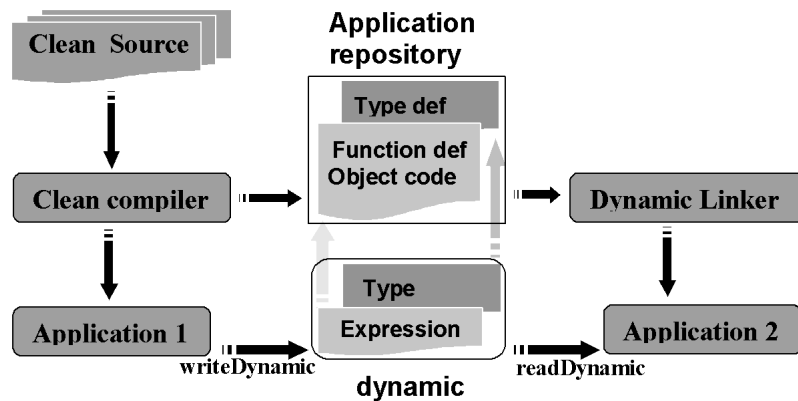 Clean Source
Application
repository
Type def
Function def
Object code
Clean compiler
Dynamic Linker
Type
Expression
Application 1
Application 2
writeDynamic
readDynamic
dynamic